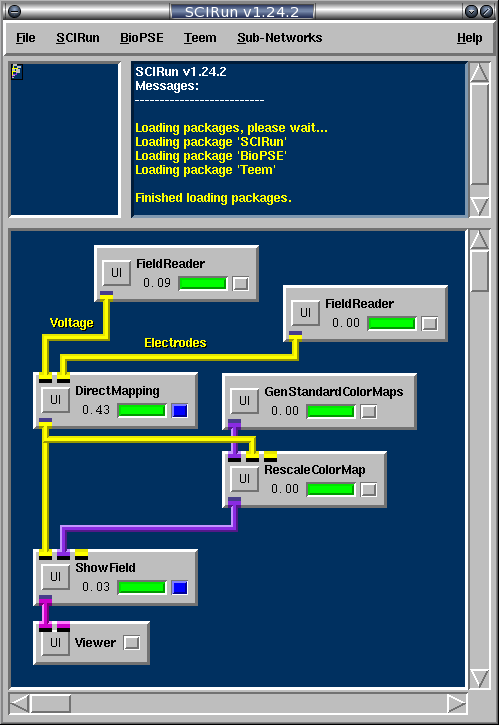 SCIRun v1.24.2
File SCIRun BioPSE Teem Sub-Networks Help
SCIRun v1.24.2
Messages:
--------------------------
Loading packages, please wait...
Loading package 'SCIRun'
Loading package 'BioPSE'
Loading package 'Teem'
Finished loading packages.
UI FieldReader
0.09
UI FieldReader
0.00
Voltage
Electrodes
UI DirectMapping
0.43
UI GenStandardColorMaps
0.00
UI RescaleColorMap
0.00
UI ShowField
0.03
UI Viewer